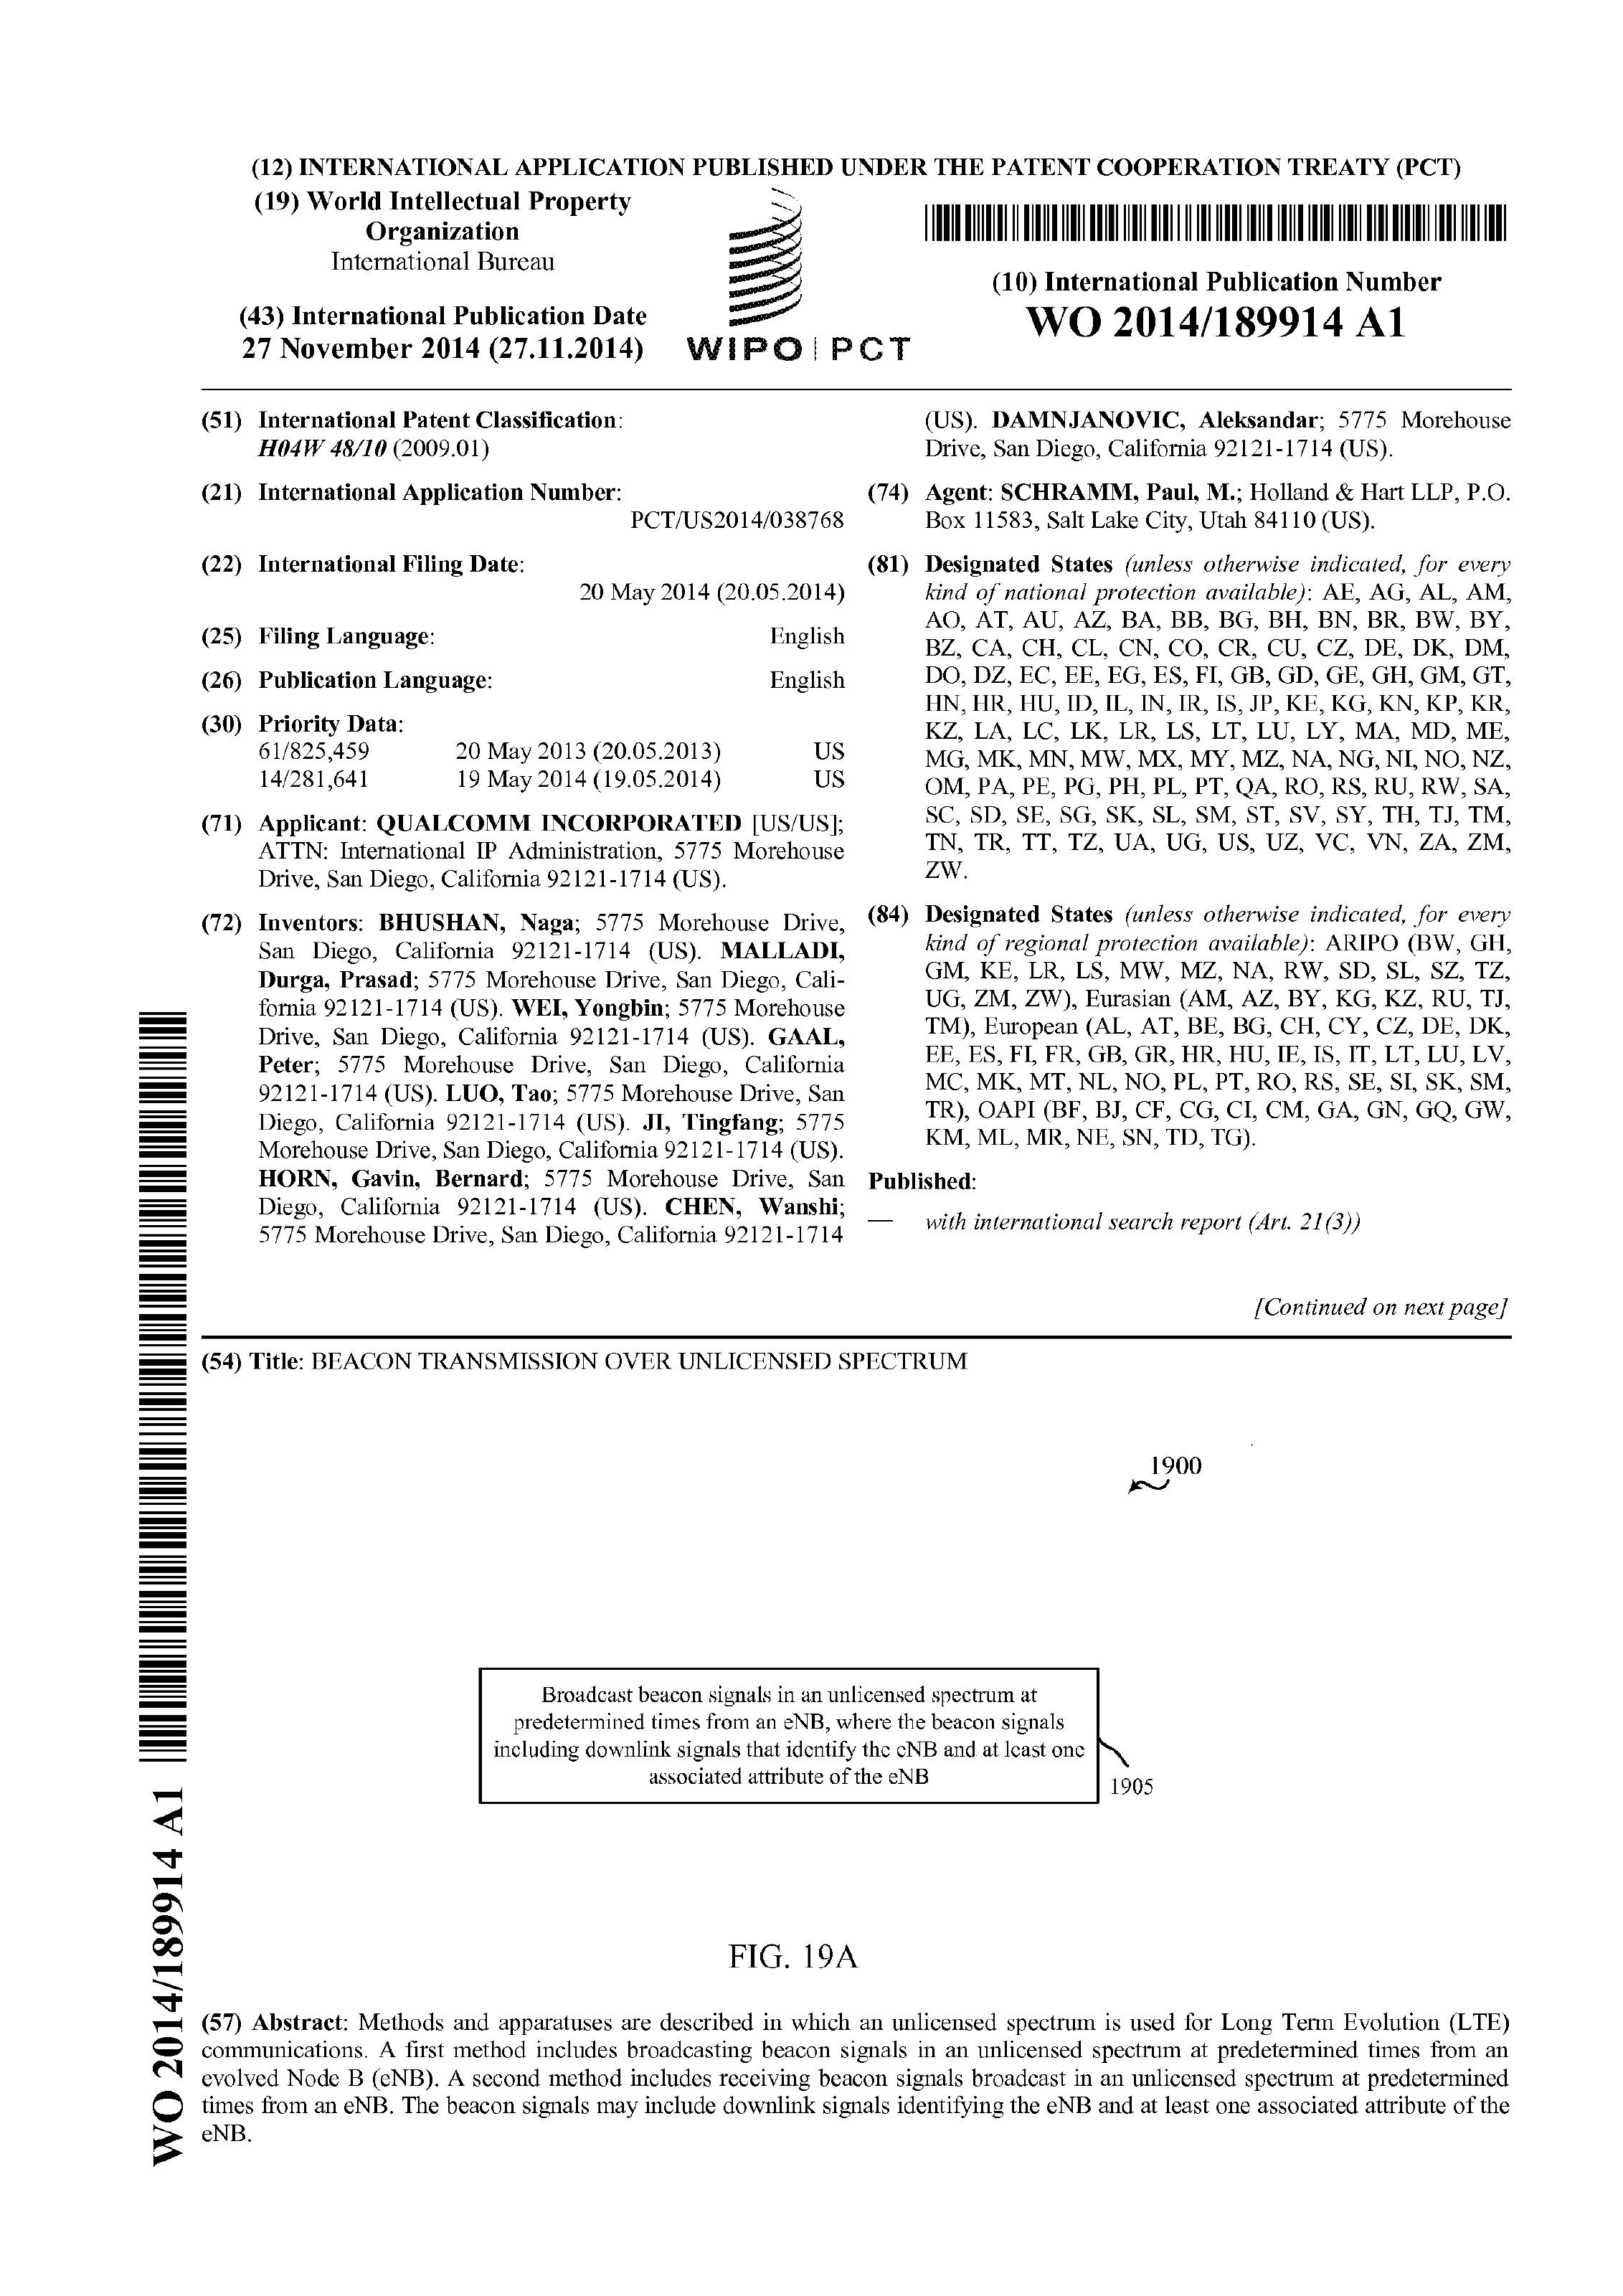 (12) INTERNATIONAL APPLICATION PUBLISHED UNDER THE PATENT COOPERATION TREATY (PCT)
(19) World Intellectual Property
Organization
International Bureau
(43) International Publication Date
27 November 2014 (27.11.2014)
WIPO | PCT
(10) International Publication Number
WO 2014/189914 A1
(51) International Patent Classification:
H04W 48/10 (2009.01)
(21) International Application Number:
PCT/US2014/038768
(22) International Filing Date:
20 May 2014 (20.05.2014)
(25) Filing Language: English
(26) Publication Language: English
(30) Priority Data:
61/825,459 20 May 2013 (20.05.2013) US
14/281,641 19 May 2014 (19.05.2014) US
(71) Applicant: QUALCOMM INCORPORATED [US/US];
ATTN: International IP Administration, 5775 Morehouse
Drive, San Diego, California 92121-1714 (US).
(72) Inventors: BHUSHAN, Naga; 5775 Morehouse Drive,
San Diego, California 92121-1714 (US). MALLADI,
Durga, Prasad; 5775 Morehouse Drive, San Diego, Cali-
fornia 92121-1714 (US). WEI, Yongbin; 5775 Morehouse
Drive, San Diego, California 92121-1714 (US). GAAL,
Peter; 5775 Morehouse Drive, San Diego, California
92121-1714 (US). LUO, Tao; 5775 Morehouse Drive, San
Diego, California 92121-1714 (US). JI, Tingfang; 5775
Morehouse Drive, San Diego, California 92121-1714 (US).
HORN, Gavin, Bernard; 5775 Morehouse Drive, San
Diego, California 92121-1714 (US). CHEN, Wanshi;
5775 Morehouse Drive, San Diego, California 92121-1714
(US). DAMNJANOVIC, Aleksandar; 5775 Morehouse
Drive, San Diego, California 92121-1714 (US).
(74) Agent: SCHRAMM, Paul, M.; Holland & Hart LLP, P.O.
Box 11583, Salt Lake City, Utah 84110 (US).
(81) Designated States (unless otherwise indicated, for every
kind of national protection available): AE, AG, AL, AM,
AO, AT, AU, AZ, BA, BB, BG, BH, BN, BR, BW, BY,
BZ, CA, CH, CL, CN, CO, CR, CU, CZ, DE, DK, DM,
DO, DZ, EC, EE, EG, ES, FI, GB, GD, GE, GH, GM, GT,
HN, HR, HU, ID, IL, IN, IR, IS, JP, KE, KG, KN, KP, KR,
KZ, LA, LC, LK, LR, LS, LT, LU, LY, MA, MD, ME,
MG, MK, MN, MW, MX, MY, MZ, NA, NG, NI, NO, NZ,
OM, PA, PE, PG, PH, PL, PT, QA, RO, RS, RU, RW, SA,
SC, SD, SE, SG, SK, SL, SM, ST, SV, SY, TH, TJ, TM,
TN, TR, TT, TZ, UA, UG, US, UZ, VC, VN, ZA, ZM,
ZW.
(84) Designated States (unless otherwise indicated, for every
kind of regional protection available): ARIPO (BW, GH,
GM, KE, LR, LS, MW, MZ, NA, RW, SD, SL, SZ, TZ,
UG, ZM, ZW), Eurasian (AM, AZ, BY, KG, KZ, RU, TJ,
TM), European (AL, AT, BE, BG, CH, CY, CZ, DE, DK,
EE, ES, FI, FR, GB, GR, HR, HU, IE, IS, IT, LT, LU, LV,
MC, MK, MT, NL, NO, PL, PT, RO, RS, SE, SI, SK, SM,
TR), OAPI (BF, BJ, CF, CG, CI, CM, GA, GN, GQ, GW,
KM, ML, MR, NE, SN, TD, TG).
Published:
— with international search report (Art. 21(3))
[Continued on next page]
(54) Title: BEACON TRANSMISSION OVER UNLICENSED SPECTRUM
1900
Broadcast beacon signals in an unlicensed spectrum at
predetermined times from an eNB, where the beacon signals
including downlink signals that identify the eNB and at least one
associated attribute of the eNB
1905
FIG. 19A
(57) Abstract: Methods and apparatuses are described in which an unlicensed spectrum is used for Long Term Evolution (LTE)
communications. A first method includes broadcasting beacon signals in an unlicensed spectrum at predetermined times from an
evolved Node B (eNB). A second method includes receiving beacon signals broadcast in an unlicensed spectrum at predetermined
times from an eNB. The beacon signals may include downlink signals identifying the eNB and at least one associated attribute of the
eNB.
WO 2014/189914 A1